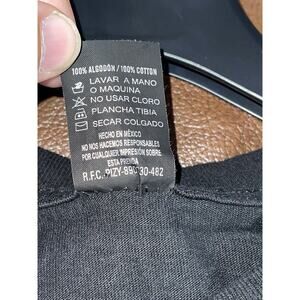 100% ALGODÓN / 100% COTTON
LAVAR A MANO
O MAQUINA
NO USAR CLORO
PLANCHA TIBIA
SECAR COLGADO
HECHO EN MÉXICO
NO NOS HACEMOS RESPONSABLES
POR CUALQUIER IMPRESIÓN SOBRE
ESTA PRENDA
R.F.C.